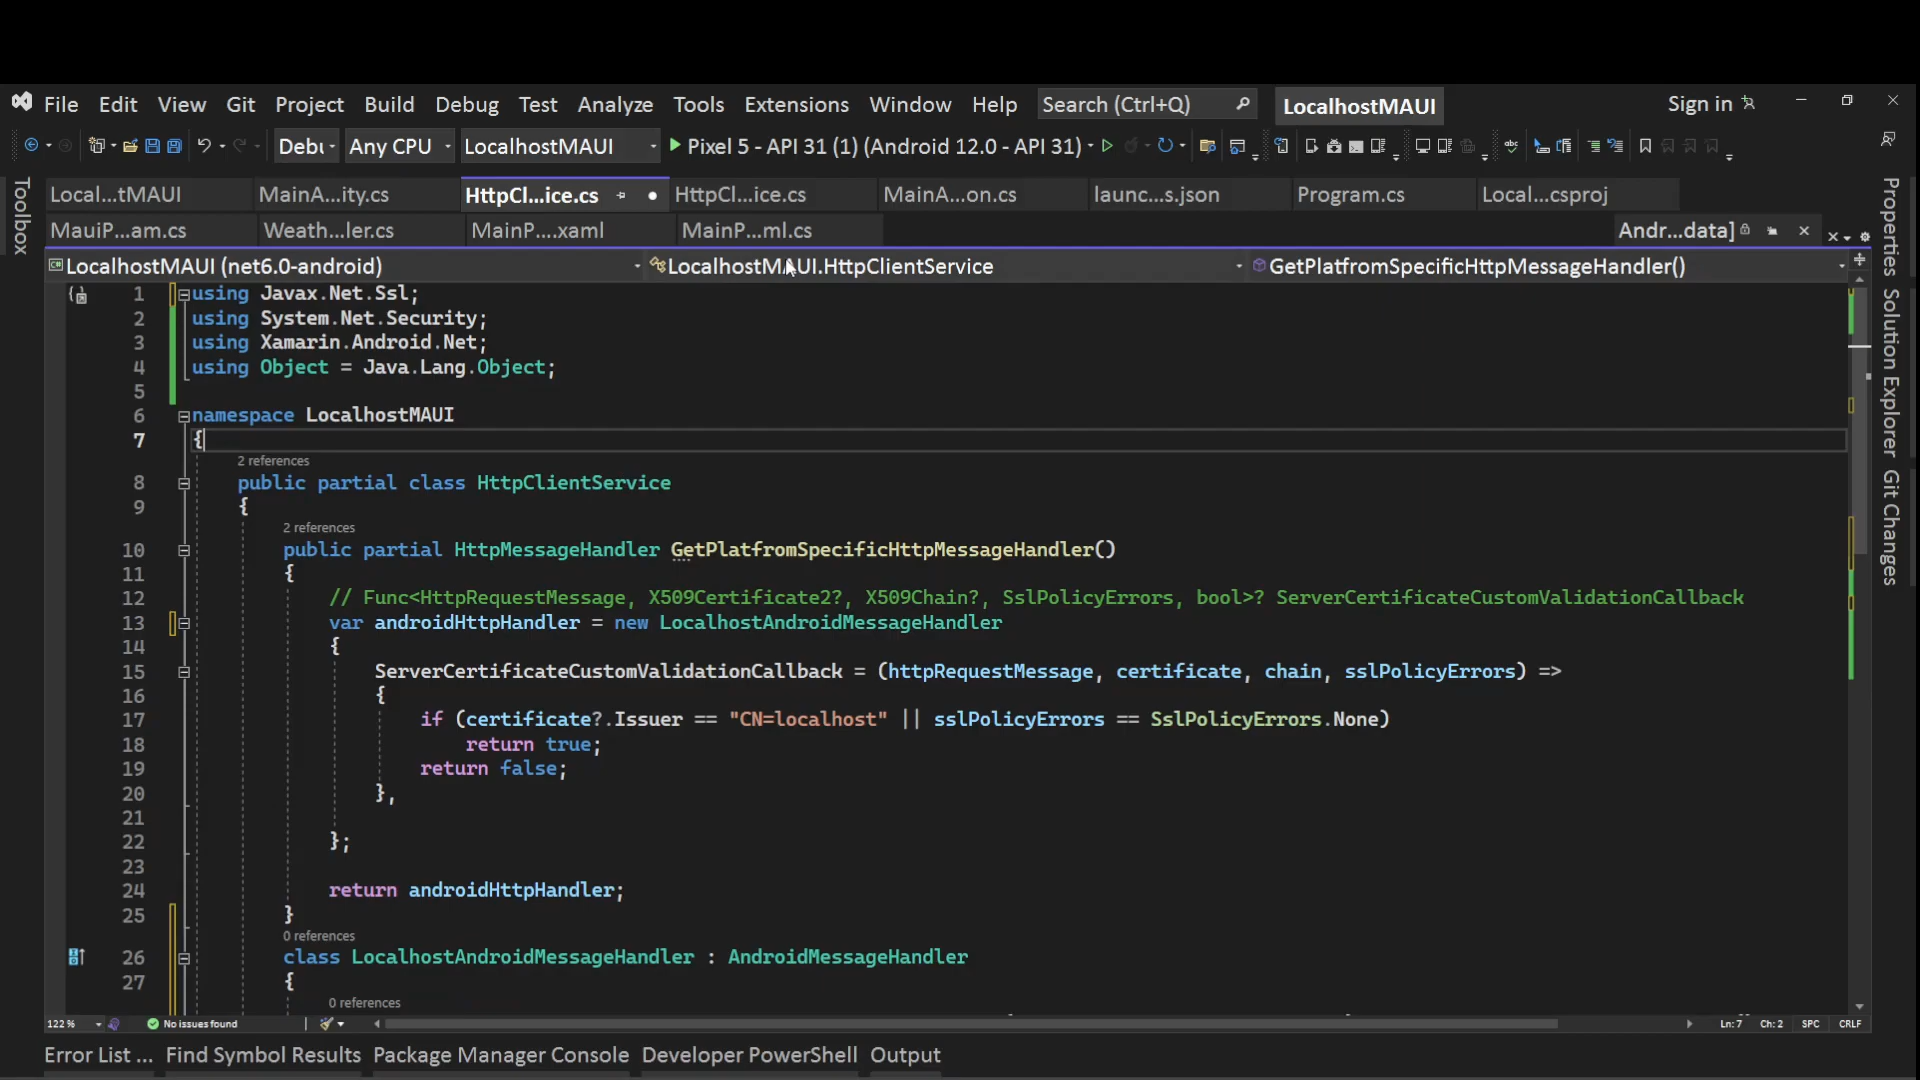 File Edit View Git Project Build Debug Test Analyze Tools Extensions Window Help Search (Ctrl+Q) LocalhostMAUI Sign in
Debu Any CPU LocalhostMAUI Pixel 5 - API 31 (1) (Android 12.0 - API 31)
Toolbox
Local...tMAUI MainA...ity.cs HttpCl...ice.cs HttpCl...ice.cs MainA...on.cs launc...s.json Program.cs Local...csproj
MauiP...am.cs Weath...ler.cs MainP....xaml MainP...ml.cs Andr...data]
LocalhostMAUI (net6.0-android) LocalhostMAUI.HttpClientService GetPlatfromSpecificHttpMessageHandler()
Properties
Solution Explorer
Git Changes
1 using Javax.Net.Ssl;
2 using System.Net.Security;
3 using Xamarin.Android.Net;
4 using Object = Java.Lang.Object;
5
6 namespace LocalhostMAUI
7 {
2 references
8 public partial class HttpClientService
9 {
2 references
10 public partial HttpMessageHandler GetPlatfromSpecificHttpMessageHandler()
11 {
12 // Func<HttpRequestMessage, X509Certificate2?, X509Chain?, SslPolicyErrors, bool>? ServerCertificateCustomValidationCallback
13 var androidHttpHandler = new LocalhostAndroidMessageHandler
14 {
15 ServerCertificateCustomValidationCallback = (httpRequestMessage, certificate, chain, sslPolicyErrors) =>
16 {
17 if (certificate?.Issuer == "CN=localhost" || sslPolicyErrors == SslPolicyErrors.None)
18 return true;
19 return false;
20 },
21
22 };
23
24 return androidHttpHandler;
25 }
0 references
26 class LocalhostAndroidMessageHandler : AndroidMessageHandler
27 {
0 references
122 % No issues found Ln: 7 Ch: 2 SPC CRLF
Error List ... Find Symbol Results Package Manager Console Developer PowerShell Output